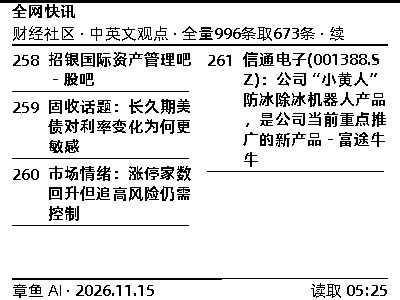 全网快讯
财经社区 · 中英文观点 · 全量996条取673条 · 续
258 招银国际资产管理吧
- 股吧
259 固收话题：长久期美
债对利率变化为何更
敏感
260 市场情绪：涨停家数
回升但追高风险仍需
控制
261 信通电子(001388.S
Z)：公司“小黄人”
防冰除冰机器人产品
，是公司当前重点推
广的新产品 - 富途牛
牛
章鱼 AI · 2026.11.15
读取 05:25